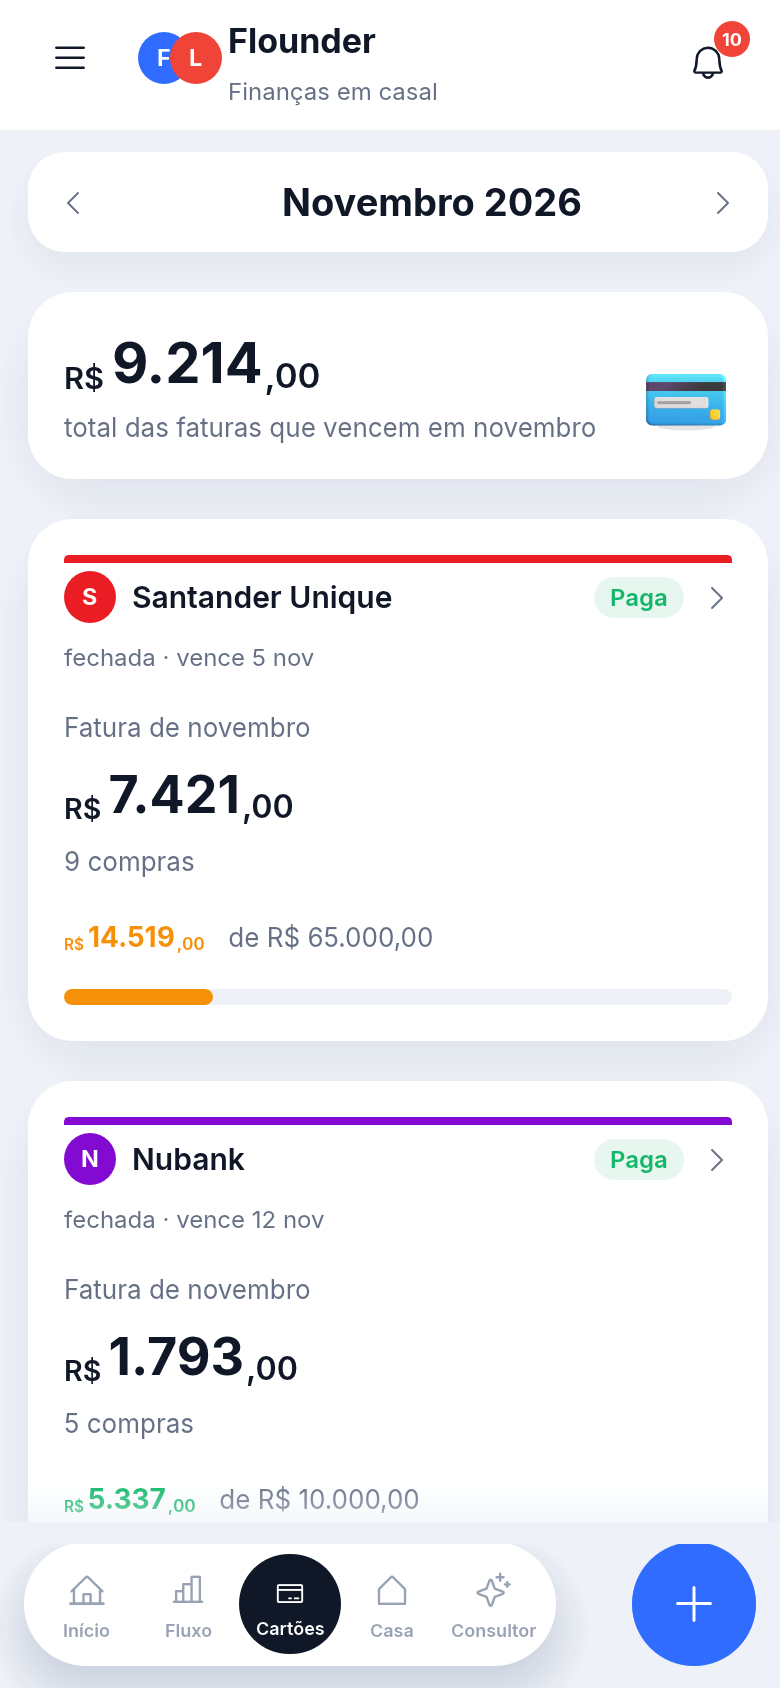 F L Flounder
Finanças em casal
10
Novembro 2026
R$ 9.214,00
total das faturas que vencem em novembro
S Santander Unique Paga
fechada · vence 5 nov
Fatura de novembro
R$ 7.421,00
9 compras
R$ 14.519,00 de R$ 65.000,00
N Nubank Paga
fechada · vence 12 nov
Fatura de novembro
R$ 1.793,00
5 compras
R$ 5.337,00 de R$ 10.000,00
Início Fluxo Cartões Casa Consultor